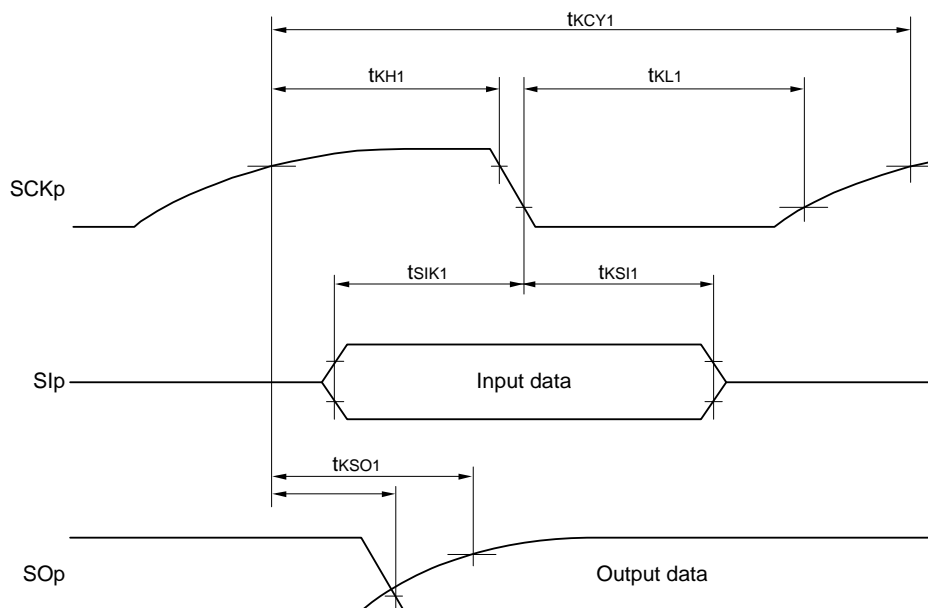 tKCY1
tKH1
tKL1
SCKp
tSIK1
tKSI1
SIp
Input data
tKSO1
SOp
Output data